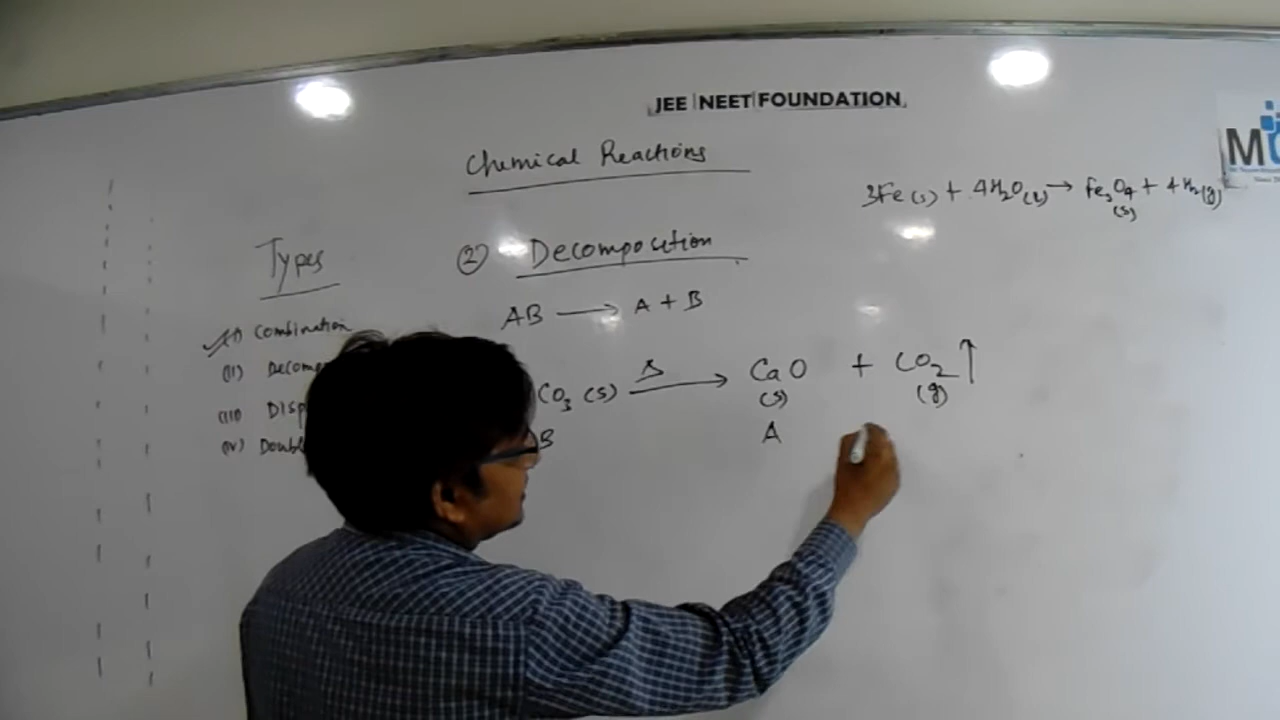 JEE NEET FOUNDATION
Chemical Reactions
3Fe(s) + 4H₂O(l) → Fe₃O₄(s) + 4H₂(g)
Types
② Decomposition
AB → A + B
(i) Combination
(ii) Decomp
(iii) Disp
(iv) Doubl
CO₃ (s) —Δ→ CaO (s) + CO₂ (g) ↑
B A